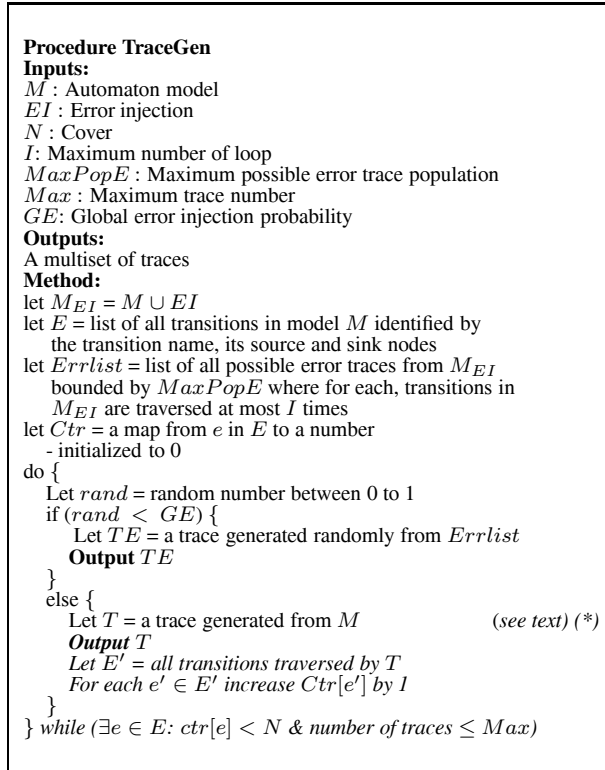 Procedure TraceGen
Inputs:
M : Automaton model
EI : Error injection
N : Cover
I: Maximum number of loop
MaxPopE : Maximum possible error trace population
Max : Maximum trace number
GE: Global error injection probability
Outputs:
A multiset of traces
Method:
let M_EI = M ∪ EI
let E = list of all transitions in model M identified by
the transition name, its source and sink nodes
let Errlist = list of all possible error traces from M_EI
bounded by MaxPopE where for each, transitions in
M_EI are traversed at most I times
let Ctr = a map from e in E to a number
- initialized to 0
do {
Let rand = random number between 0 to 1
if (rand < GE) {
Let TE = a trace generated randomly from Errlist
Output TE
}
else {
Let T = a trace generated from M (see text) (*)
Output T
Let E′ = all transitions traversed by T
For each e′ ∈ E′ increase Ctr[e′] by 1
}
} while (∃e ∈ E: ctr[e] < N & number of traces ≤ Max)